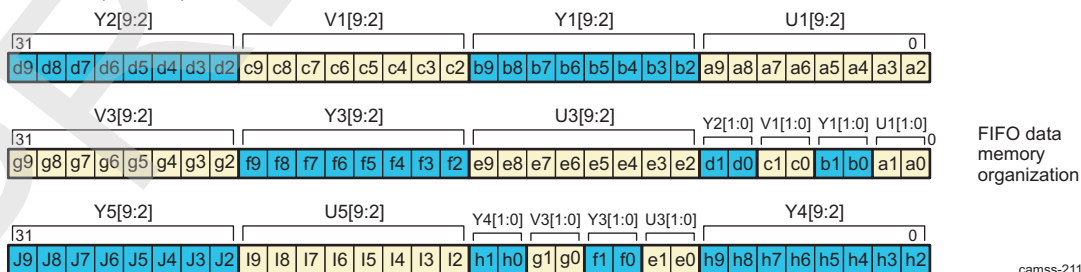 Y2[9:2] V1[9:2] Y1[9:2] U1[9:2]
31 0
d9 d8 d7 d6 d5 d4 d3 d2 c9 c8 c7 c6 c5 c4 c3 c2 b9 b8 b7 b6 b5 b4 b3 b2 a9 a8 a7 a6 a5 a4 a3 a2
V3[9:2] Y3[9:2] U3[9:2] Y2[1:0] V1[1:0] Y1[1:0] U1[1:0]
31 0
g9 g8 g7 g6 g5 g4 g3 g2 f9 f8 f7 f6 f5 f4 f3 f2 e9 e8 e7 e6 e5 e4 e3 e2 d1 d0 c1 c0 b1 b0 a1 a0
FIFO data
memory
organization
Y5[9:2] U5[9:2] Y4[1:0] V3[1:0] Y3[1:0] U3[1:0] Y4[9:2]
31 0
J9 J8 J7 J6 J5 J4 J3 J2 I9 I8 I7 I6 I5 I4 I3 I2 h1 h0 g1 g0 f1 f0 e1 e0 h9 h8 h7 h6 h5 h4 h3 h2
camss-211